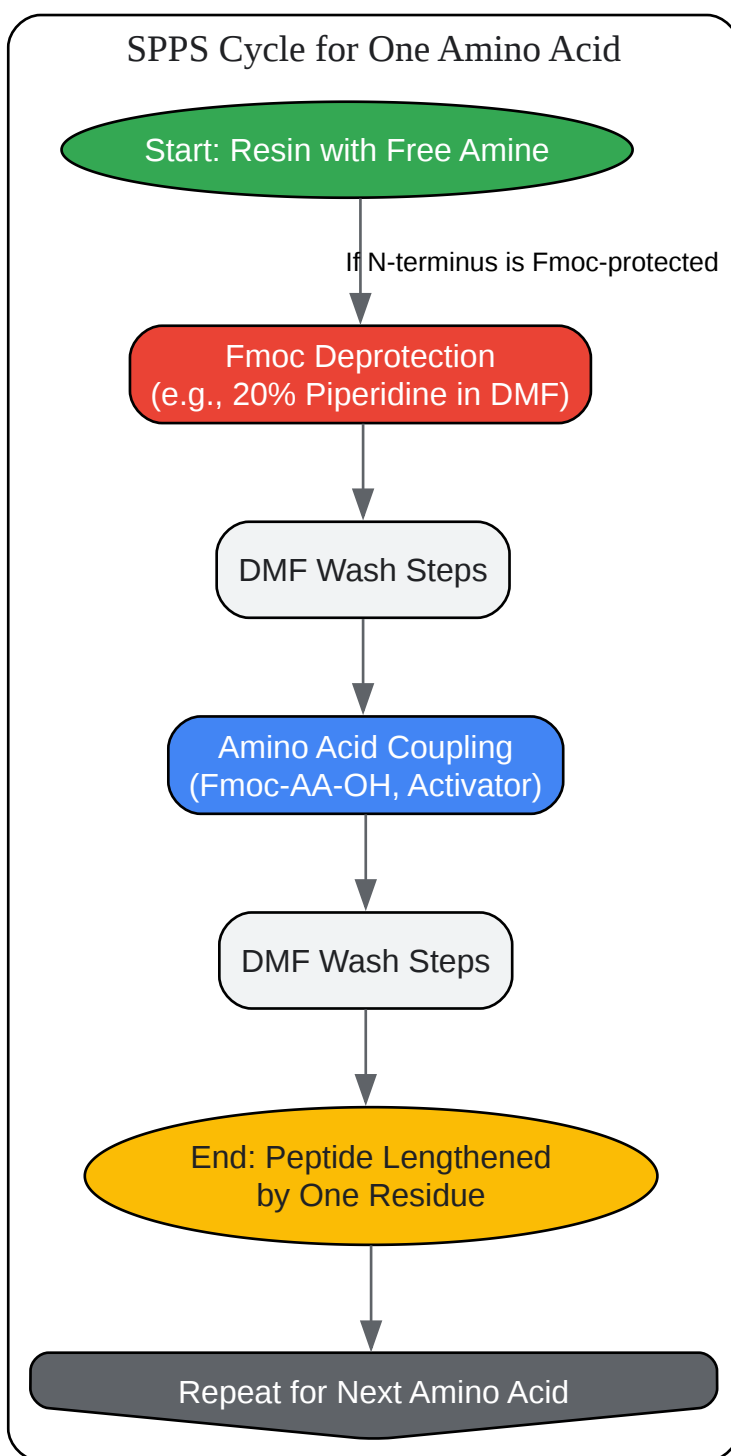 SPPS Cycle for One Amino Acid
Start: Resin with Free Amine
If N-terminus is Fmoc-protected
Fmoc Deprotection
(e.g., 20% Piperidine in DMF)
DMF Wash Steps
Amino Acid Coupling
(Fmoc-AA-OH, Activator)
DMF Wash Steps
End: Peptide Lengthened
by One Residue
Repeat for Next Amino Acid